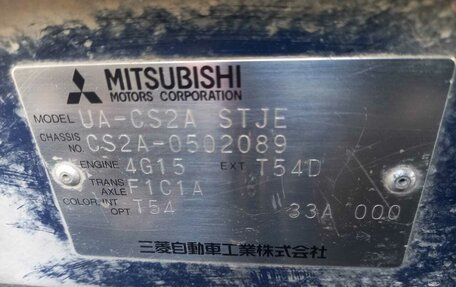 MITSUBISHI
MOTORS CORPORATION
MODEL UA-CS2A STJE
CHASSIS NO. CS2A-0502089
ENGINE 4G15 EXT T54D
TRANS AXLE F1C1A
COLOR,INT OPT T54 33A 000
三菱自動車工業株式会社